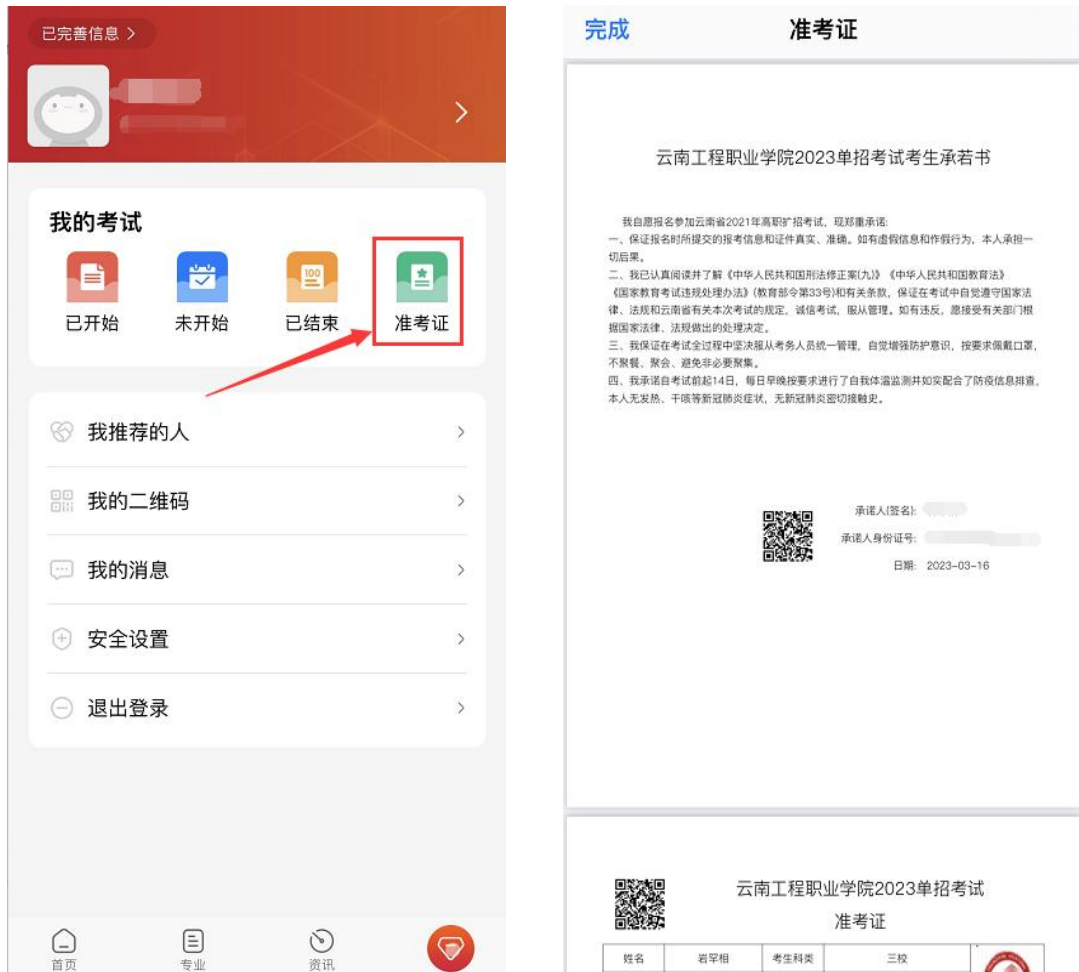 已完善信息
我的考试
已开始
未开始
已结束
准考证
我推荐的人
我的二维码
我的消息
安全设置
退出登录
首页
专业
资讯
完成
准考证
云南工程职业学院2023单招考试考生承若书
我自愿报名参加云南省2021年高职扩招考试，现郑重承诺:
一、保证报名时所提交的报考信息和证件真实、准确。如有虚假信息和作假行为，本人承担一
切后果。
二、我已认真阅读并了解《中华人民共和国刑法修正案(九)》《中华人民共和国教育法》
《国家教育考试违规处理办法》(教育部令第33号)和有关条款，保证在考试中自觉遵守国家法
律、法规和云南省有关本次考试的规定，诚信考试，服从管理。如有违反，愿接受有关部门根
据国家法律、法规做出的处理决定。
三、我保证在考试全过程中坚决服从考务人员统一管理，自觉增强防护意识，按要求佩戴口罩，
不聚餐、聚会、避免非必要聚集。
四、我承诺自考试前起14日，每日早晚按要求进行了自我体温监测并如实配合了防疫信息排查，
本人无发热、干咳等新冠肺炎症状，无新冠肺炎密切接触史。
承诺人(签名):
承诺人身份证号:
日期: 2023-03-16
云南工程职业学院2023单招考试
准考证
姓名 岩罕相 考生科类 三校